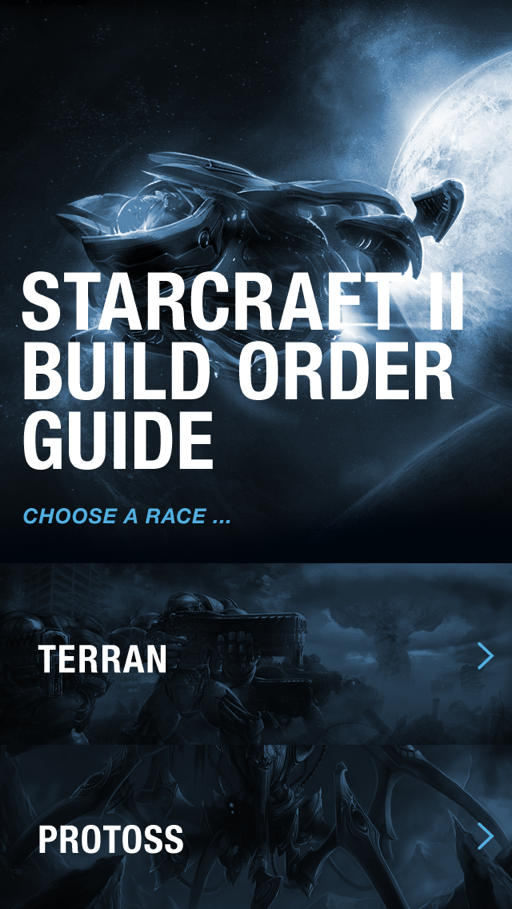 STARCRAFT II
BUILD ORDER
GUIDE
CHOOSE A RACE ...
TERRAN
PROTOSS